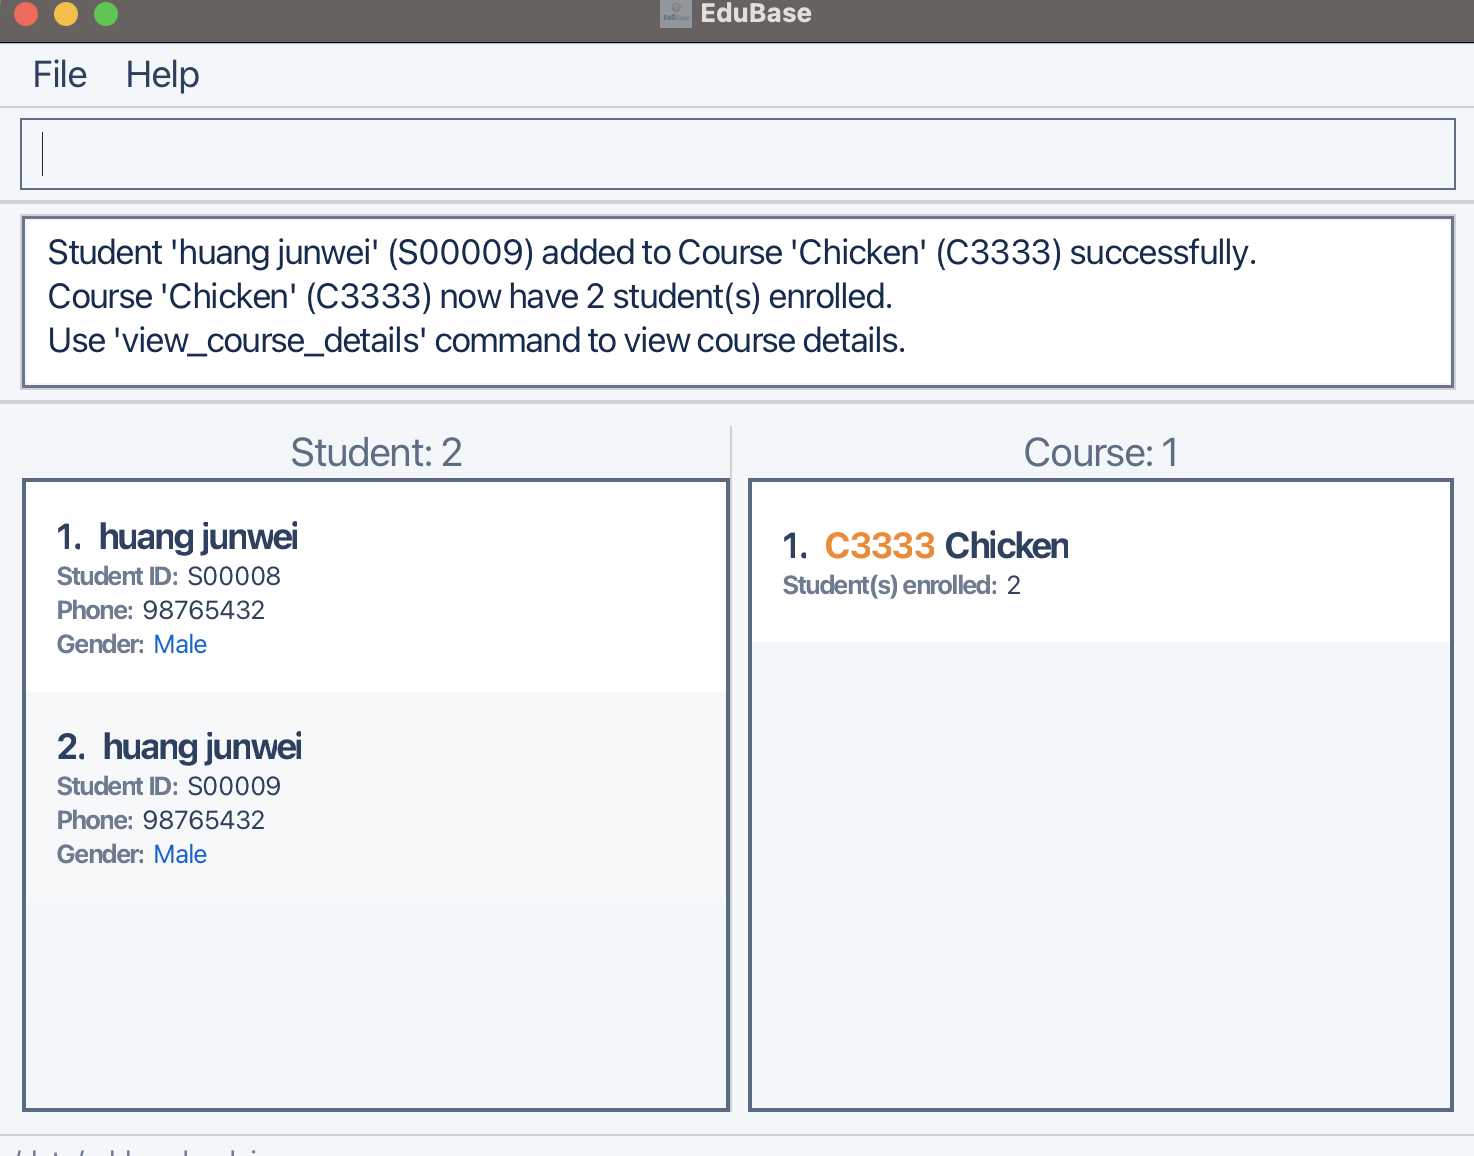 EduBase
File Help
Student 'huang junwei' (S00009) added to Course 'Chicken' (C3333) successfully.
Course 'Chicken' (C3333) now have 2 student(s) enrolled.
Use 'view_course_details' command to view course details.
Student: 2
1. huang junwei
Student ID: S00008
Phone: 98765432
Gender: Male
2. huang junwei
Student ID: S00009
Phone: 98765432
Gender: Male
Course: 1
1. C3333 Chicken
Student(s) enrolled: 2